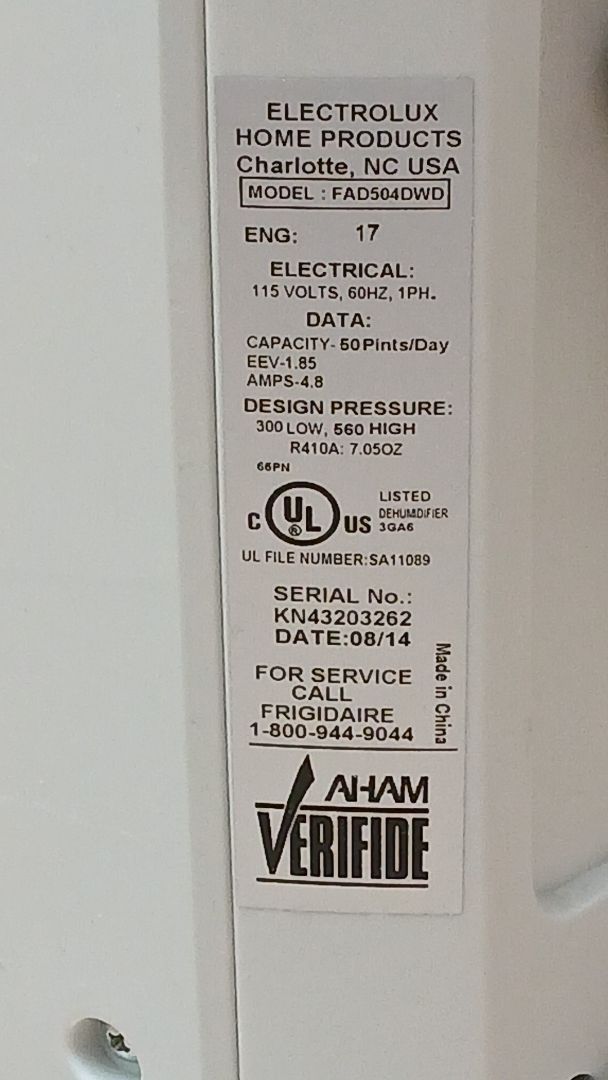 ELECTROLUX
HOME PRODUCTS
Charlotte, NC USA
MODEL : FAD504DWD
ENG: 17
ELECTRICAL:
115 VOLTS, 60HZ, 1PH.
DATA:
CAPACITY- 50Pints/Day
EEV-1.85
AMPS-4.8
DESIGN PRESSURE:
300 LOW, 560 HIGH
R410A: 7.05OZ
66PN
C UL ® US
LISTED
DEHUMIDIFIER
3GA6
UL FILE NUMBER:SA11089
SERIAL No.:
KN43203262
DATE:08/14
Made in China
FOR SERVICE
CALL
FRIGIDAIRE
1-800-944-9044
AHAM
VERIFIDE